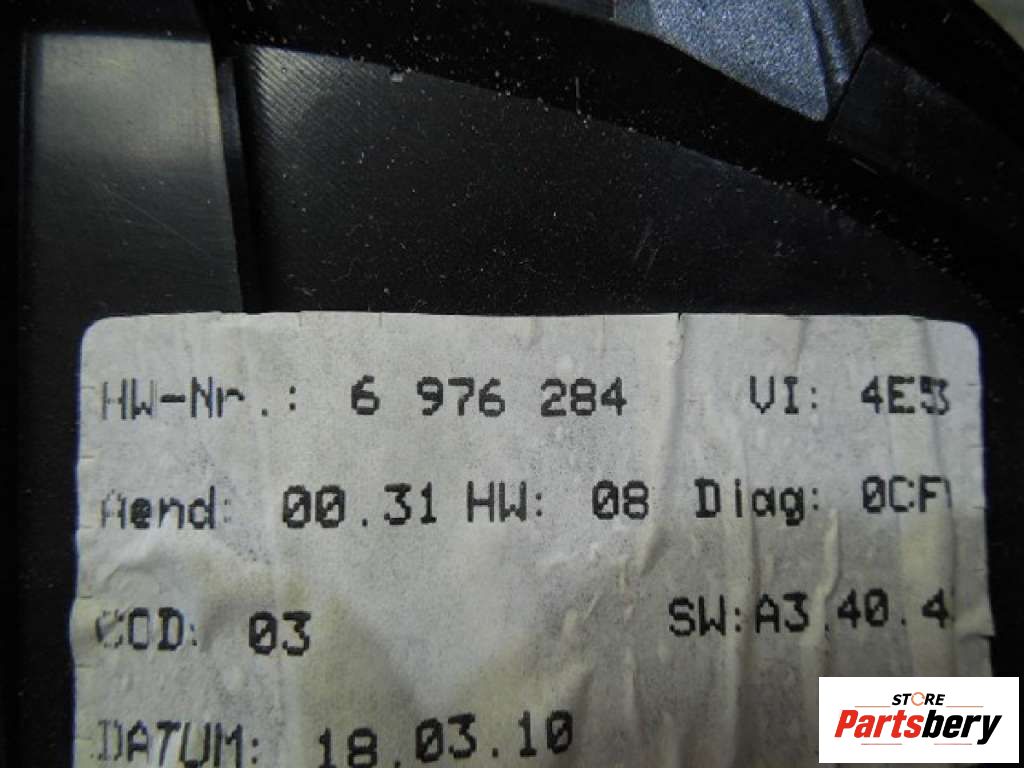 HW-Nr.: 6 976 284 VI: 4E53
Aend: 00.31 HW: 08 Diag: 0CF
COD: 03 SW:A3.40.4
DATUM: 18.03.10
STORE
Partsbery